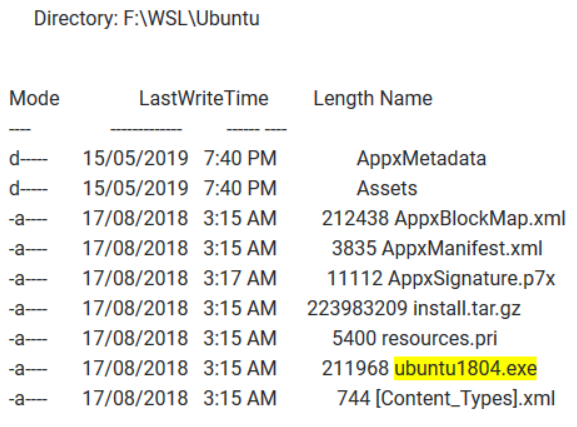 Directory: F:\WSL\Ubuntu
Mode LastWriteTime Length Name
---- ------------- ------ ----
d----- 15/05/2019 7:40 PM AppxMetadata
d----- 15/05/2019 7:40 PM Assets
-a---- 17/08/2018 3:15 AM 212438 AppxBlockMap.xml
-a---- 17/08/2018 3:15 AM 3835 AppxManifest.xml
-a---- 17/08/2018 3:17 AM 11112 AppxSignature.p7x
-a---- 17/08/2018 3:15 AM 223983209 install.tar.gz
-a---- 17/08/2018 3:15 AM 5400 resources.pri
-a---- 17/08/2018 3:15 AM 211968 ubuntu1804.exe
-a---- 17/08/2018 3:15 AM 744 [Content_Types].xml